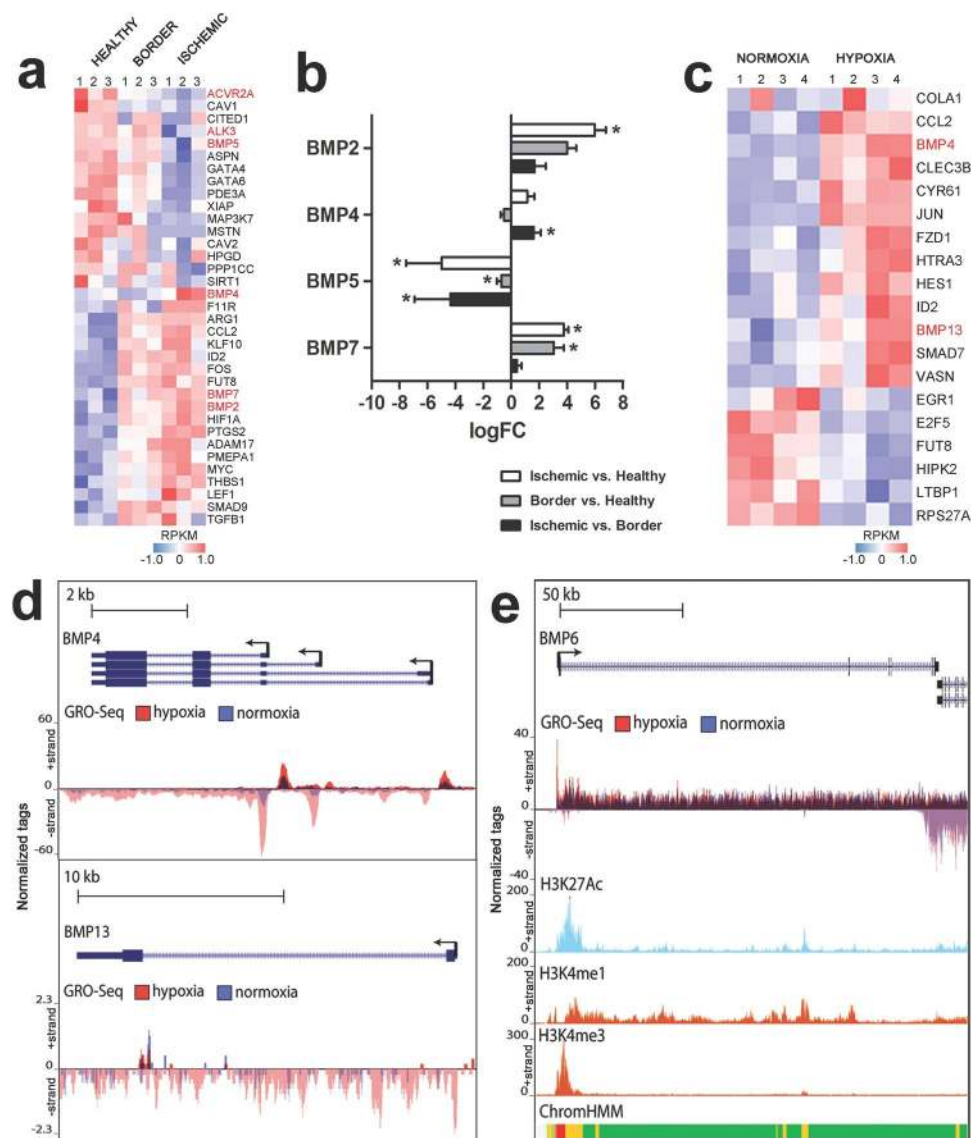 a
HEALTHY
BORDER
ISCHEMIC
1 2 3 1 2 3 1 2 3
ACVR2A
CAV1
CITED1
ALK3
BMP5
ASPN
GATA4
GATA6
PDE3A
XIAP
MAP3K7
MSTN
CAV2
HPGD
PPP1CC
SIRT1
BMP4
F11R
ARG1
CCL2
KLF10
ID2
FOS
FUT8
BMP7
BMP2
HIF1A
PTGS2
ADAM17
PMEPA1
MYC
THBS1
LEF1
SMAD9
TGFB1
RPKM
-1.0 0 1.0
b
BMP2
*
BMP4
*
BMP5
*
*
*
BMP7
*
*
-10 -8 -6 -4 -2 0 2 4 6 8
logFC
Ischemic vs. Healthy
Border vs. Healthy
Ischemic vs. Border
c
NORMOXIA HYPOXIA
1 2 3 4 1 2 3 4
COLA1
CCL2
BMP4
CLEC3B
CYR61
JUN
FZD1
HTRA3
HES1
ID2
BMP13
SMAD7
VASN
EGR1
E2F5
FUT8
HIPK2
LTBP1
RPS27A
RPKM
-1.0 0 1.0
d
2 kb
BMP4
GRO-Seq hypoxia normoxia
60
+strand
0
-strand
-60
Normalized tags
10 kb
BMP13
GRO-Seq hypoxia normoxia
2.3
+strand
0
-strand
-2.3
e
50 kb
BMP6
GRO-Seq hypoxia normoxia
40
+strand
0
-strand
-40
Normalized tags
H3K27Ac
200
+strand
0
H3K4me1
200
+strand
0
H3K4me3
300
+strand
0
ChromHMM